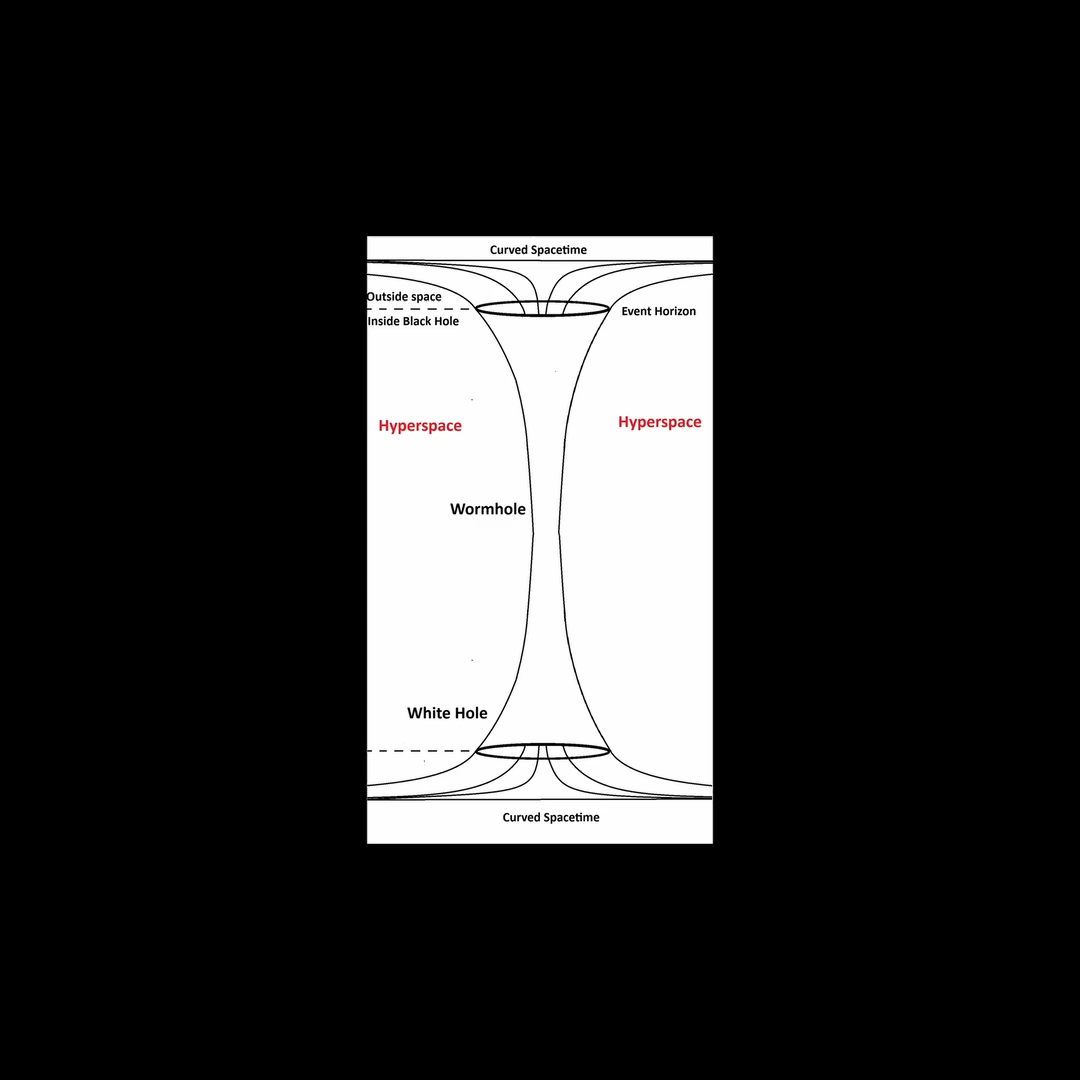 Curved Spacetime
Outside space
Event Horizon
Inside Black Hole
Hyperspace
Hyperspace
Wormhole
White Hole
Curved Spacetime